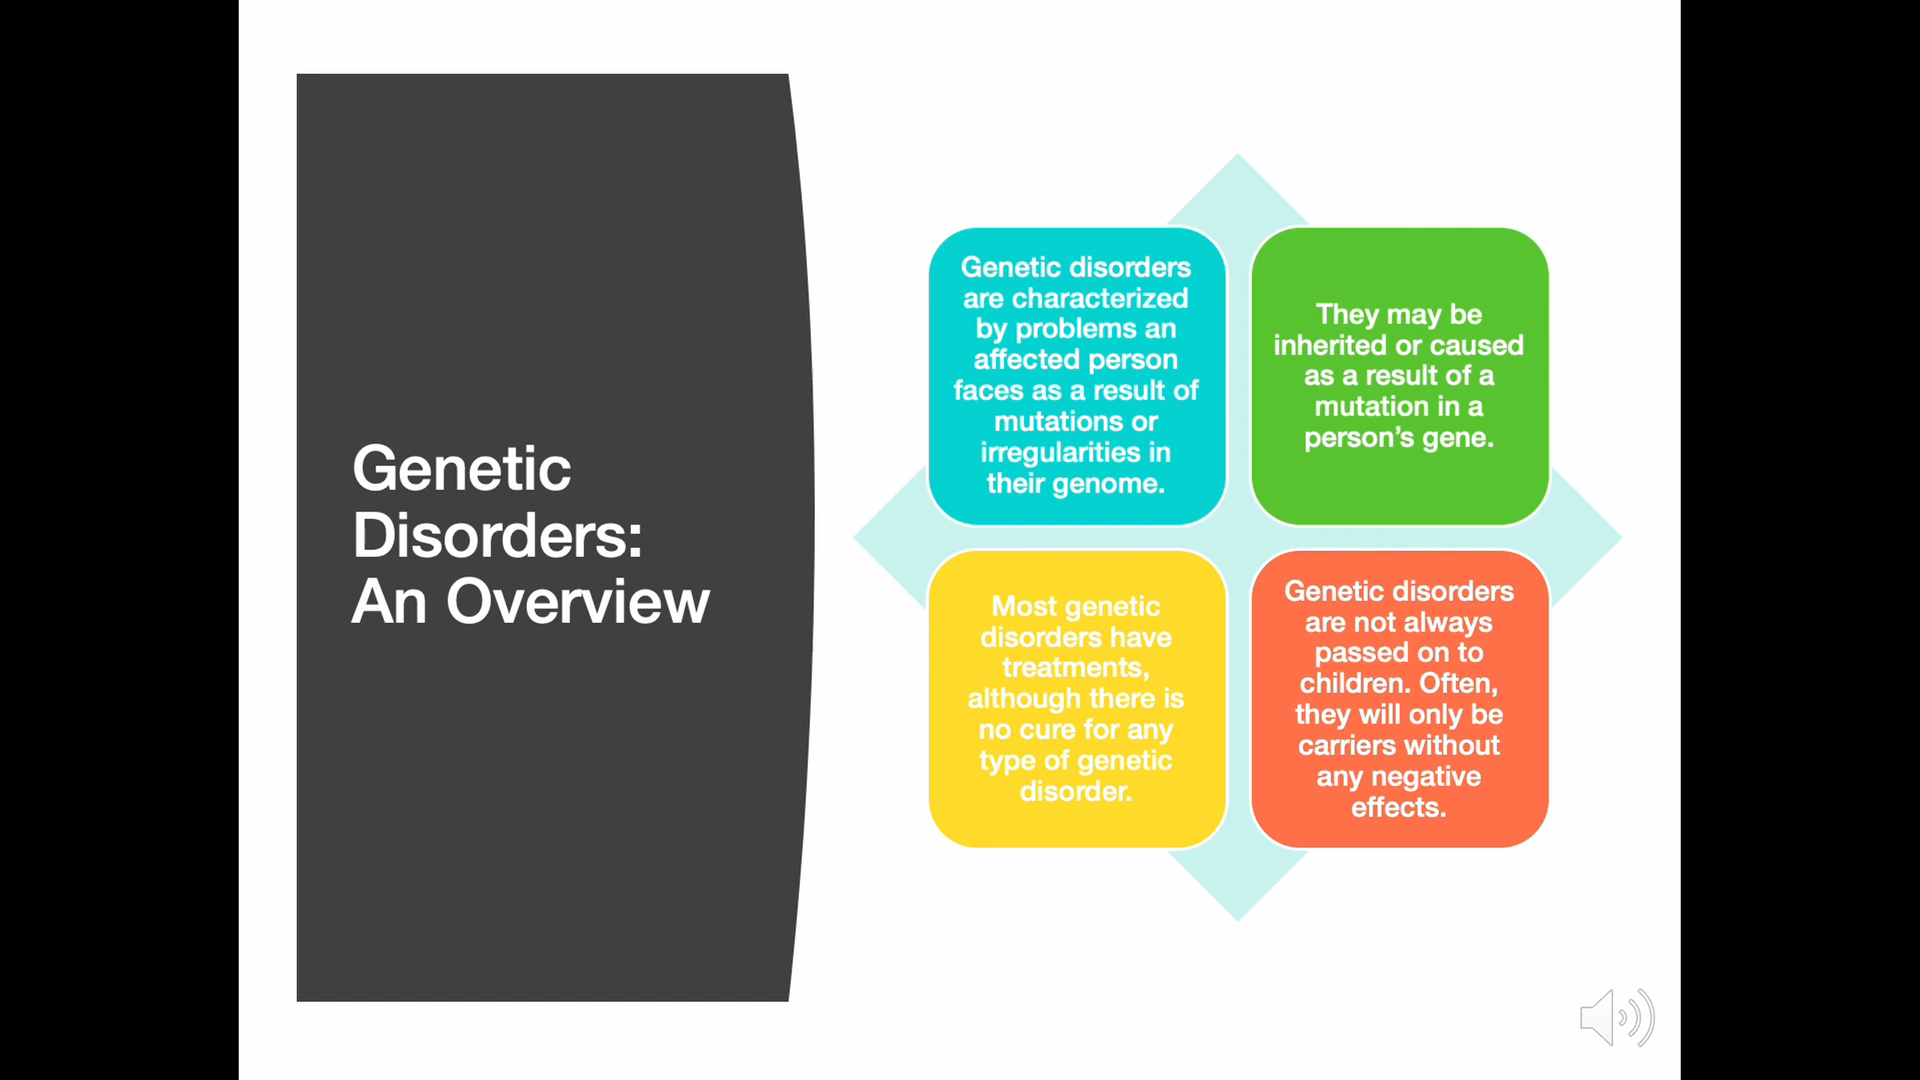 Genetic
Disorders:
An Overview
Genetic disorders
are characterized
by problems an
affected person
faces as a result of
mutations or
irregularities in
their genome.
They may be
inherited or caused
as a result of a
mutation in a
person’s gene.
Most genetic
disorders have
treatments,
although there is
no cure for any
type of genetic
disorder.
Genetic disorders
are not always
passed on to
children. Often,
they will only be
carriers without
any negative
effects.